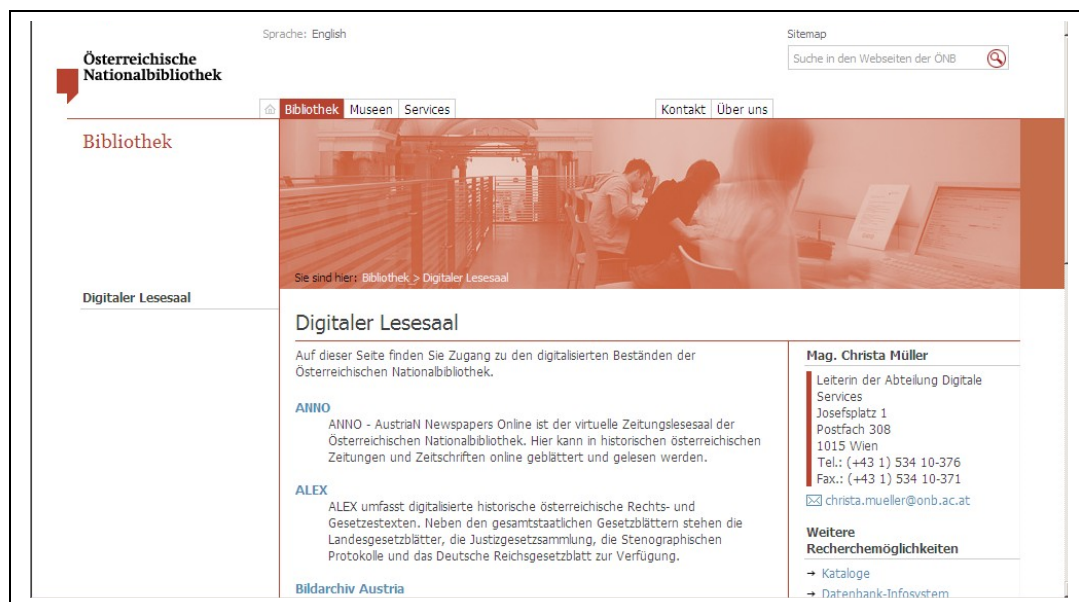 Sprache: English
Sitemap
Österreichische
Nationalbibliothek
Suche in den Webseiten der ÖNB
Bibliothek Museen Services Kontakt Über uns
Bibliothek
Sie sind hier: Bibliothek > Digitaler Lesesaal
Digitaler Lesesaal
Digitaler Lesesaal
Auf dieser Seite finden Sie Zugang zu den digitalisierten Beständen der
Österreichischen Nationalbibliothek.
ANNO
ANNO - AustriaN Newspapers Online ist der virtuelle Zeitungslesesaal der
Österreichischen Nationalbibliothek. Hier kann in historischen österreichischen
Zeitungen und Zeitschriften online geblättert und gelesen werden.
ALEX
ALEX umfasst digitalisierte historische österreichische Rechts- und
Gesetzestexten. Neben den gesamtstaatlichen Gesetzblättern stehen die
Landesgesetzblätter, die Justizgesetzsammlung, die Stenographischen
Protokolle und das Deutsche Reichsgesetzblatt zur Verfügung.
Bildarchiv Austria
Mag. Christa Müller
Leiterin der Abteilung Digitale
Services
Josefsplatz 1
Postfach 308
1015 Wien
Tel.: (+43 1) 534 10-376
Fax.: (+43 1) 534 10-371
christa.mueller@onb.ac.at
Weitere
Recherchemöglichkeiten
→ Kataloge
→ Datenbank-Infosystem